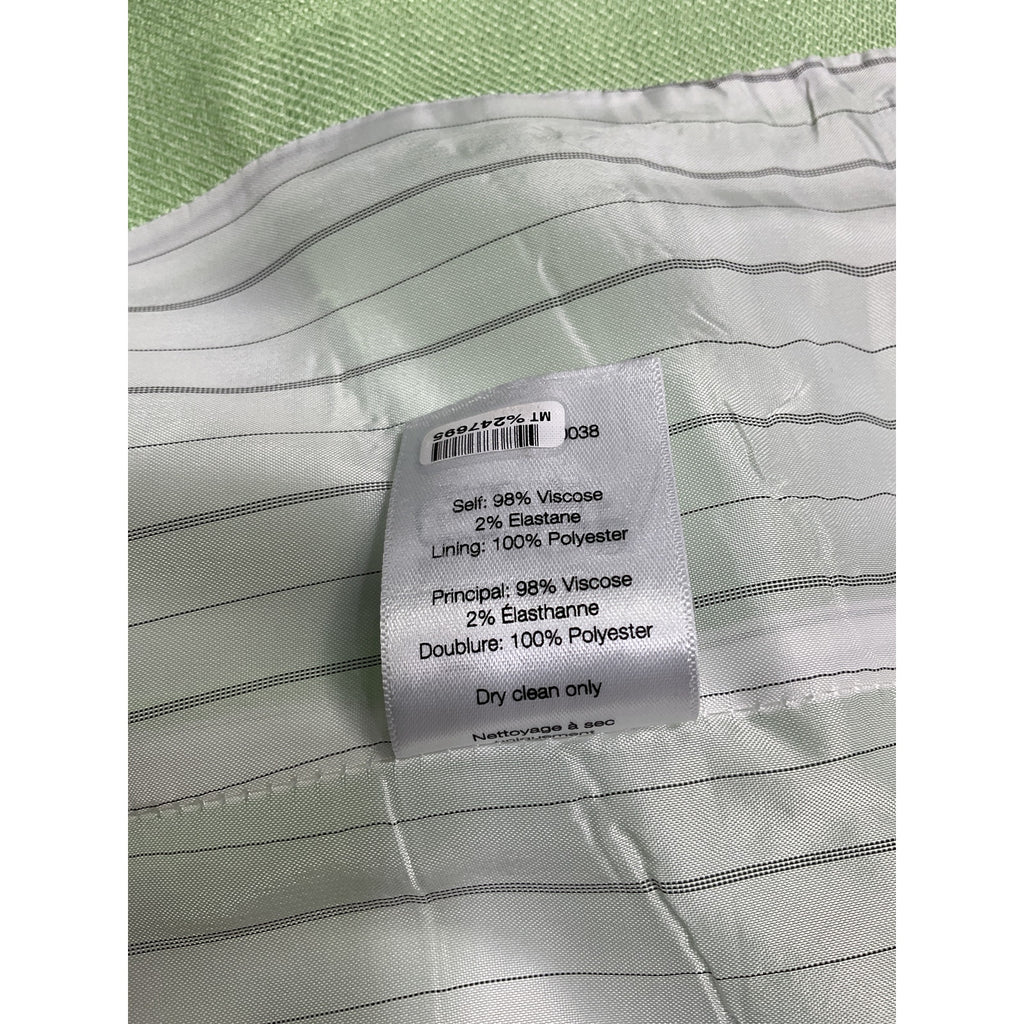 MT %247695
0038
Self: 98% Viscose
2% Elastane
Lining: 100% Polyester
Principal: 98% Viscose
2% Élasthanne
Doublure: 100% Polyester
Dry clean only
Nettoyage à sec
uniquement